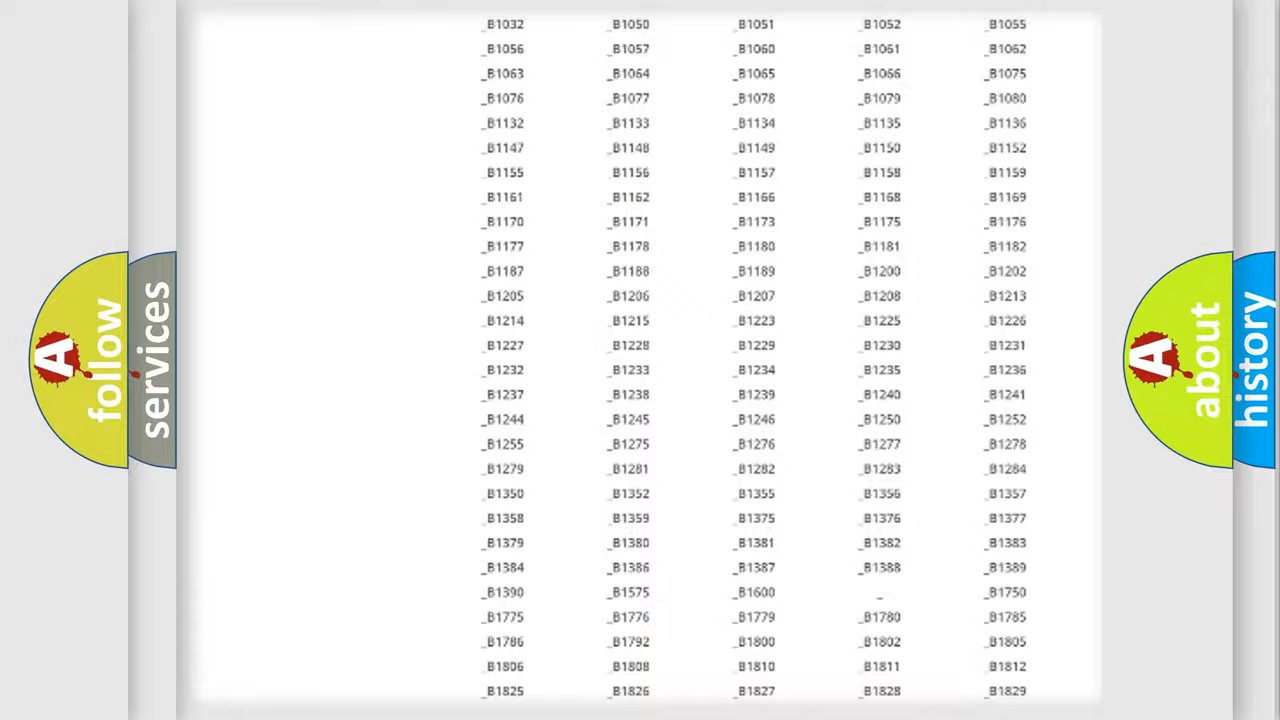 _B1032 _B1050 _B1051 _B1052 _B1055
_B1056 _B1057 _B1060 _B1061 _B1062
_B1063 _B1064 _B1065 _B1066 _B1075
_B1076 _B1077 _B1078 _B1079 _B1080
_B1132 _B1133 _B1134 _B1135 _B1136
_B1147 _B1148 _B1149 _B1150 _B1152
_B1155 _B1156 _B1157 _B1158 _B1159
_B1161 _B1162 _B1166 _B1168 _B1169
_B1170 _B1171 _B1173 _B1175 _B1176
_B1177 _B1178 _B1180 _B1181 _B1182
_B1187 _B1188 _B1189 _B1200 _B1202
_B1205 _B1206 _B1207 _B1208 _B1213
_B1214 _B1215 _B1223 _B1225 _B1226
_B1227 _B1228 _B1229 _B1230 _B1231
_B1232 _B1233 _B1234 _B1235 _B1236
_B1237 _B1238 _B1239 _B1240 _B1241
_B1244 _B1245 _B1246 _B1250 _B1252
_B1255 _B1275 _B1276 _B1277 _B1278
_B1279 _B1281 _B1282 _B1283 _B1284
_B1350 _B1352 _B1355 _B1356 _B1357
_B1358 _B1359 _B1375 _B1376 _B1377
_B1379 _B1380 _B1381 _B1382 _B1383
_B1384 _B1386 _B1387 _B1388 _B1389
_B1390 _B1575 _B1600 _ _B1750
_B1775 _B1776 _B1779 _B1780 _B1785
_B1786 _B1792 _B1800 _B1802 _B1805
_B1806 _B1808 _B1810 _B1811 _B1812
_B1825 _B1826 _B1827 _B1828 _B1829
A
follow
services
A
about
history